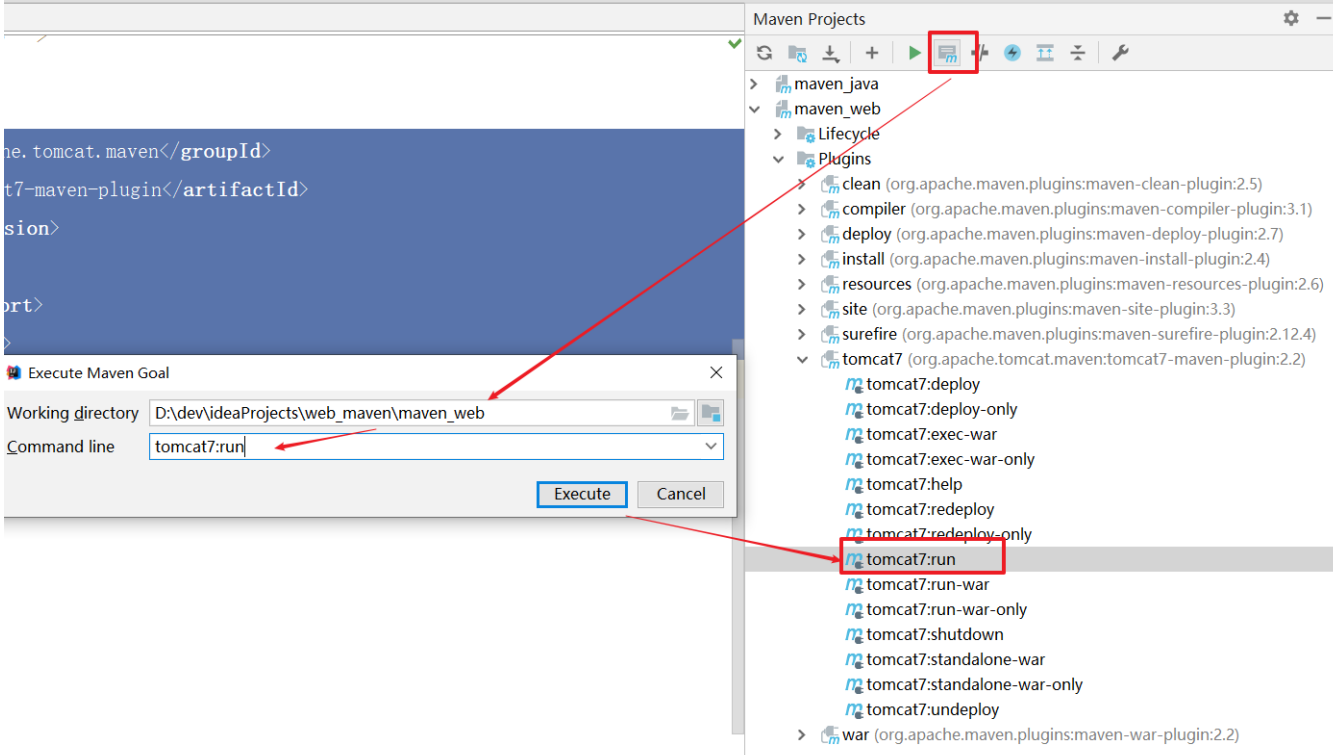 he.tomcat.maven</groupId>
t7-maven-plugin</artifactId>
sion>
ort>
>
Execute Maven Goal
Working directory D:\dev\ideaProjects\web_maven\maven_web
Command line tomcat7:run
Execute Cancel
Maven Projects
maven_java
maven_web
Lifecycle
Plugins
clean (org.apache.maven.plugins:maven-clean-plugin:2.5)
compiler (org.apache.maven.plugins:maven-compiler-plugin:3.1)
deploy (org.apache.maven.plugins:maven-deploy-plugin:2.7)
install (org.apache.maven.plugins:maven-install-plugin:2.4)
resources (org.apache.maven.plugins:maven-resources-plugin:2.6)
site (org.apache.maven.plugins:maven-site-plugin:3.3)
surefire (org.apache.maven.plugins:maven-surefire-plugin:2.12.4)
tomcat7 (org.apache.tomcat.maven:tomcat7-maven-plugin:2.2)
tomcat7:deploy
tomcat7:deploy-only
tomcat7:exec-war
tomcat7:exec-war-only
tomcat7:help
tomcat7:redeploy
tomcat7:redeploy-only
tomcat7:run
tomcat7:run-war
tomcat7:run-war-only
tomcat7:shutdown
tomcat7:standalone-war
tomcat7:standalone-war-only
tomcat7:undeploy
war (org.apache.maven.plugins:maven-war-plugin:2.2)